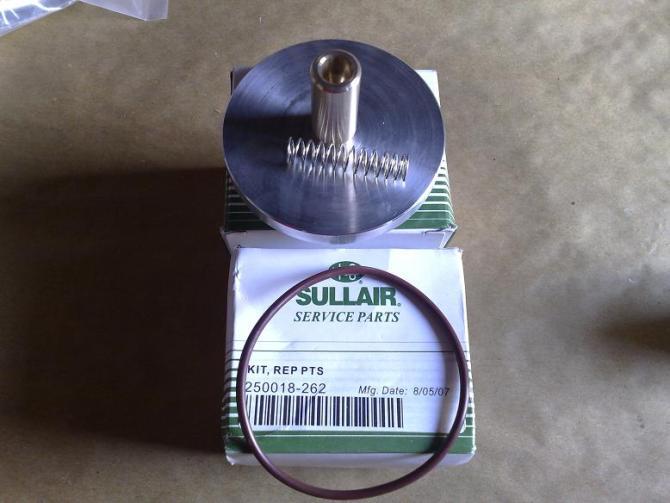 SULLAIR®
SERVICE PARTS
KIT, REP PTS
250018-262 Mfg. Date: 8/05/07